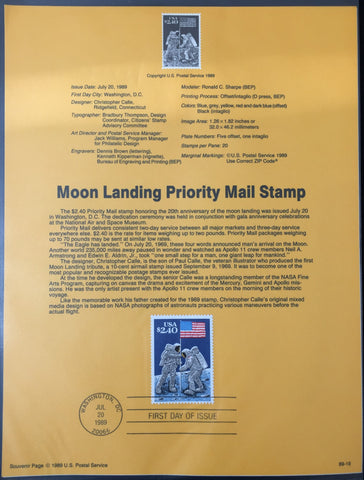 USA
$2.40
Copyright U.S. Postal Service 1989
Issue Date: July 20, 1989
First Day City: Washington, D.C.
Designer: Christopher Calle,
Ridgefield, Connecticut
Typographer: Bradbury Thompson, Design
Coordinator, Citizens' Stamp
Advisory Committee
Art Director and Postal Service Manager:
Jack Williams, Program Manager
for Philatelic Design
Engravers: Dennis Brown (lettering),
Kenneth Kipperman (vignette),
Bureau of Engraving and Printing (BEP)
Modeler: Ronald C. Sharpe (BEP)
Printing Process: Offset/intaglio (D press, BEP)
Colors: Blue, grey, yellow, red and dark blue (offset)
Black (intaglio)
Image Area: 1.26 x 1.82 inches or
32.0 x 46.2 millimeters
Plate Numbers: Five offset, one intaglio
Stamps per Pane: 20
Marginal Markings: ©U.S. Postal Service 1989
Use Correct ZIP Code®
Moon Landing Priority Mail Stamp
The $2.40 Priority Mail stamp honoring the 20th anniversary of the moon landing was issued July 20
in Washington, D.C. The dedication ceremony was held in conjunction with gala anniversary celebrations
at the National Air and Space Museum.
Priority Mail delivers consistent two-day service between all major markets and three-day service
everywhere else. $2.40 is the rate for items weighing up to two pounds. Priority Mail packages weighing
up to 70 pounds may be sent at similar low rates.
"The Eagle has landed." On July 20, 1969, these four words announced man's arrival on the Moon.
Another world 235,000 miles away paused in wonder and watched as Apollo 11 crew members Neil A.
Armstrong and Edwin E. Aldrin, Jr., took "one small step for a man, one giant leap for mankind."
The designer, Christopher Calle, is the son of Paul Calle, the veteran illustrator who produced the first
Moon Landing tribute, a 10-cent airmail stamp issued September 9, 1969. It was to become one of the
most popular and recognizable postage stamps ever issued.
At the time he developed the design, the senior Calle was a longstanding member of the NASA Fine
Arts Program, capturing on canvas the drama and excitement of the Mercury, Gemini and Apollo mis-
sions. He was the only artist present with the Apollo 11 crew members on the morning of their historic
voyage.
Like the memorable work his father created for the 1969 stamp, Christopher Calle's original mixed
media design is based on NASA photographs of astronauts practicing various maneuvers before the
actual flight.
USA
$2.40
WASHINGTON, DC
JUL
20
1989
20066
FIRST DAY OF ISSUE
Souvenir Page © 1989 U.S. Postal Service
89-19